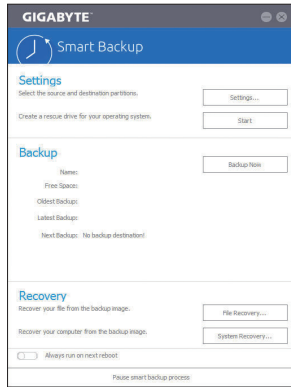 GIGABYTE™
Smart Backup
Settings
Select the source and destination partitions.
Settings...
Create a rescue drive for your operating system.
Start
Backup
Backup Now
Name:
Free Space:
Oldest Backup:
Latest Backup:
Next Backup: No backup destination!
Recovery
Recover your file from the backup image.
File Recovery...
Recover your computer from the backup image.
System Recovery...
Always run on next reboot
Pause smart backup process